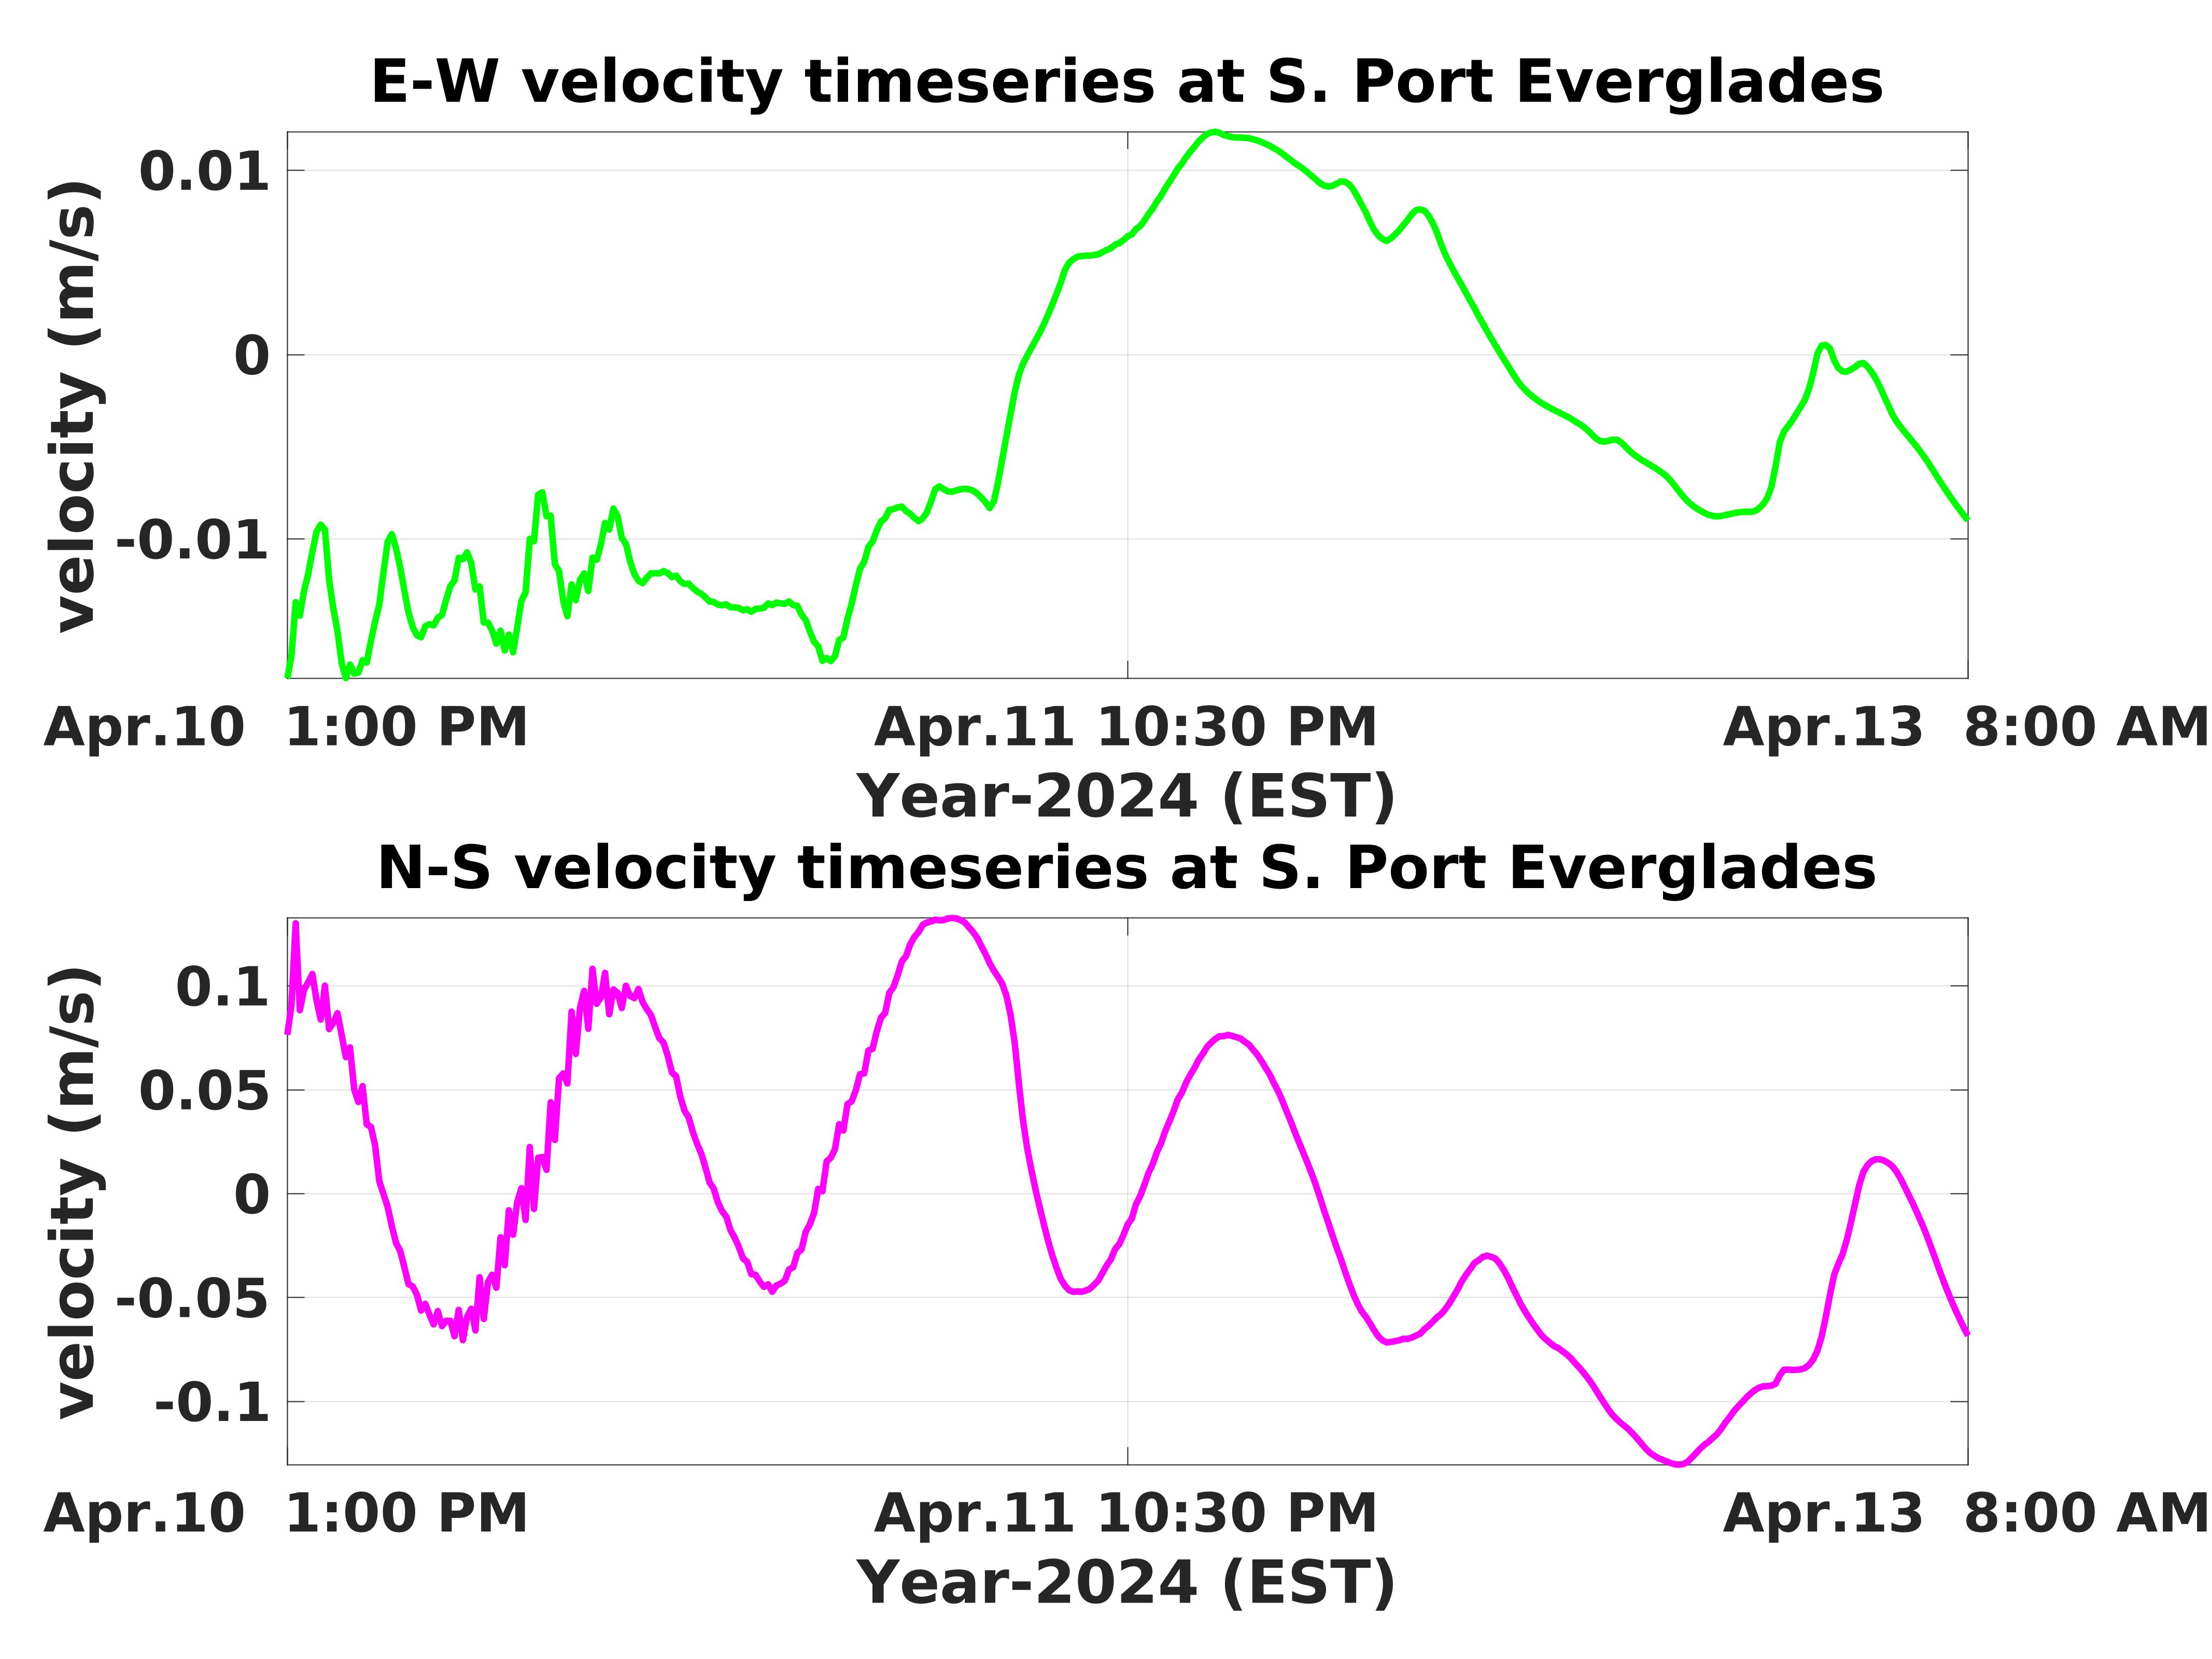 E-W velocity timeseries at S. Port Everglades
velocity (m/s)
0.01
0
-0.01
Apr.10  1:00 PM
Apr.11 10:30 PM
Apr.13  8:00 AM
Year-2024 (EST)
N-S velocity timeseries at S. Port Everglades
velocity (m/s)
0.1
0.05
0
-0.05
-0.1
Apr.10  1:00 PM
Apr.11 10:30 PM
Apr.13  8:00 AM
Year-2024 (EST)